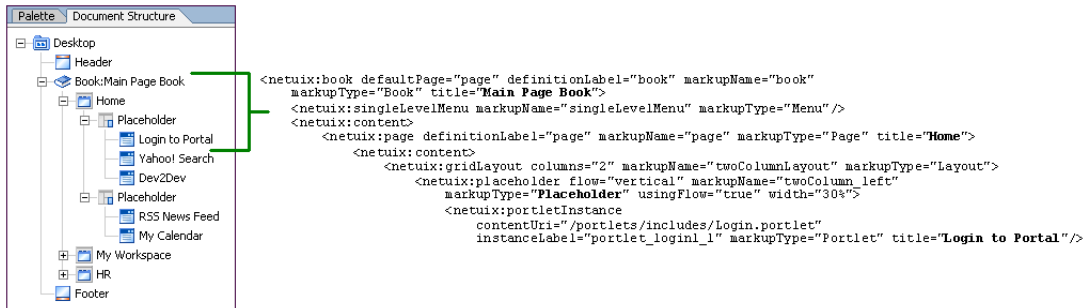 Palette
Document Structure
Desktop
Header
Book:Main Page Book
Home
Placeholder
Login to Portal
Yahoo! Search
Dev2Dev
Placeholder
RSS News Feed
My Calendar
My Workspace
HR
Footer
<netuix:book defaultPage="page" definitionLabel="book" markupName="book"
markupType="Book" title="Main Page Book">
<netuix:singleLevelMenu markupName="singleLevelMenu" markupType="Menu"/>
<netuix:content>
<netuix:page definitionLabel="page" markupName="page" markupType="Page" title="Home">
<netuix:content>
<netuix:gridLayout columns="2" markupName="twoColumnLayout" markupType="Layout">
<netuix:placeholder flow="vertical" markupName="twoColumn_left"
markupType="Placeholder" usingFlow="true" width="30%">
<netuix:portletInstance
contentUri="/portlets/includes/Login.portlet"
instanceLabel="portlet_login1_1" markupType="Portlet" title="Login to Portal"/>